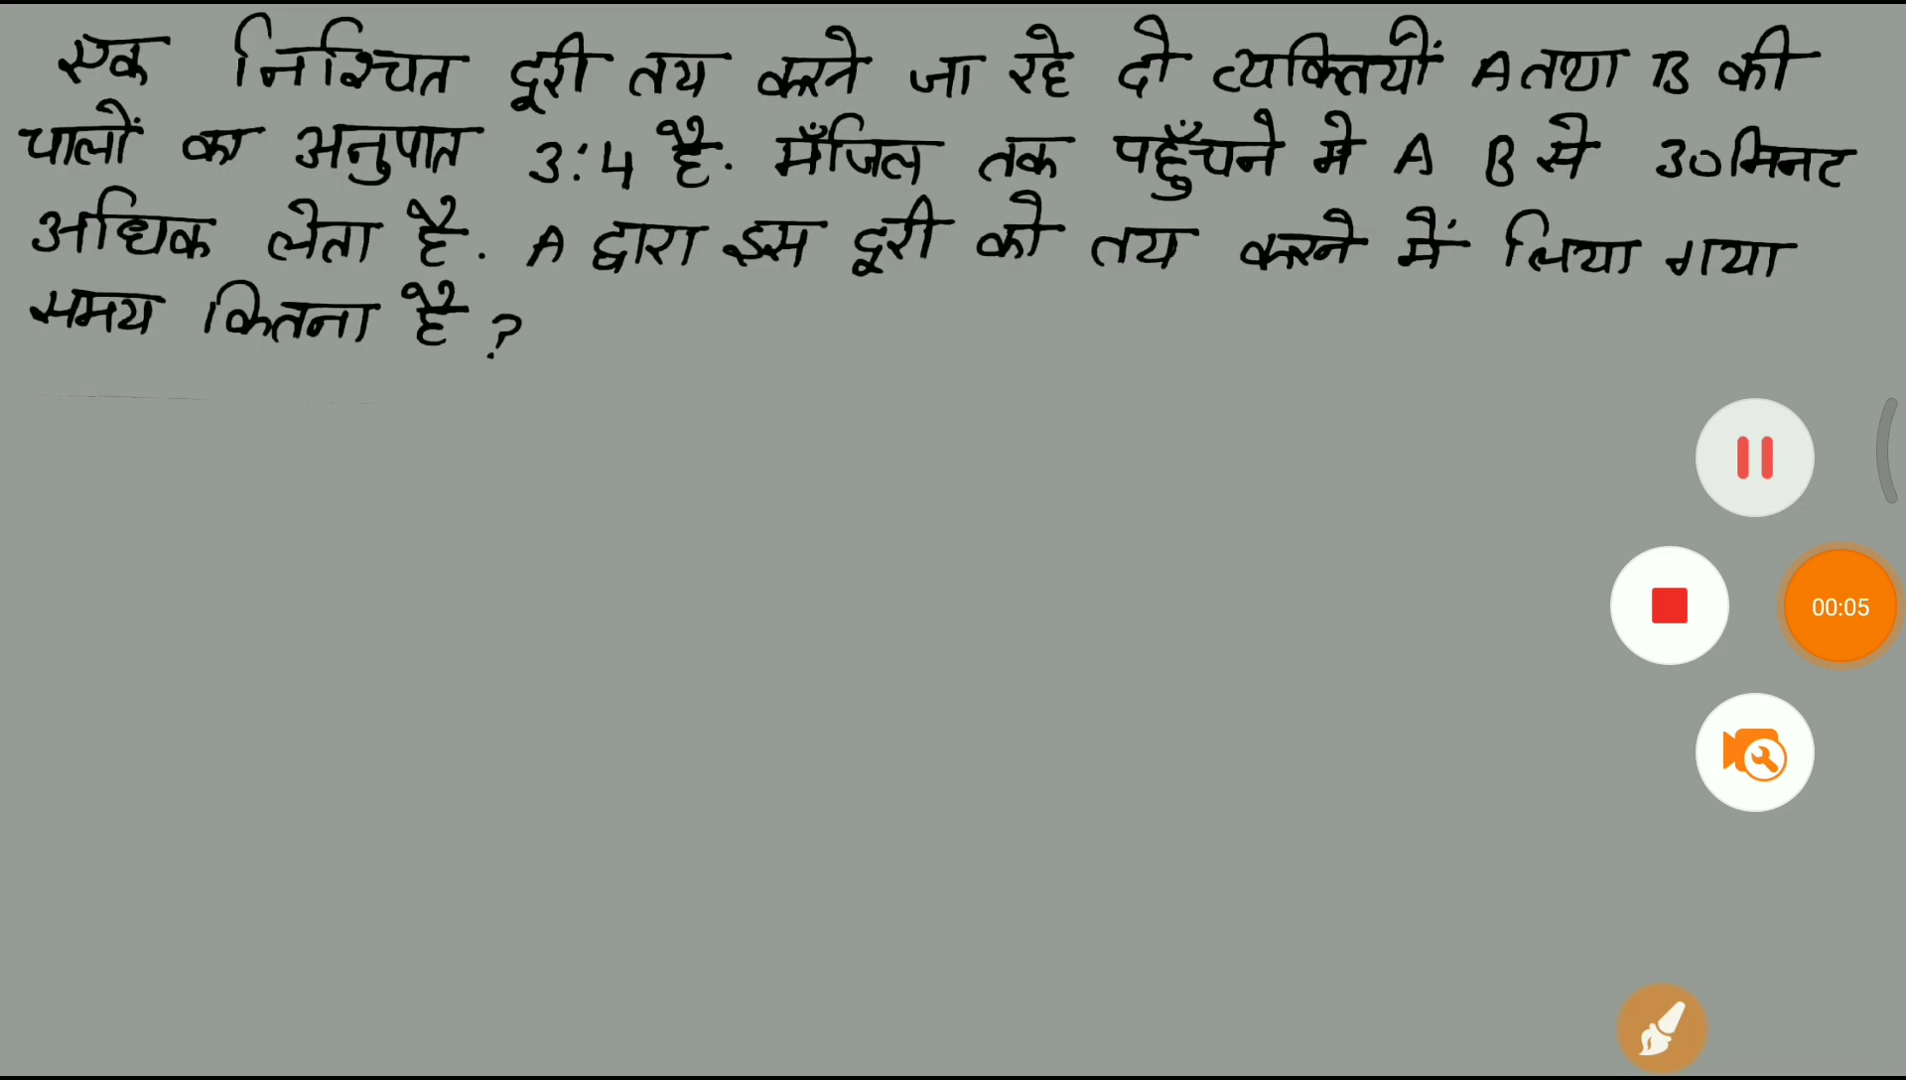 एक निश्चित दूरी तय करने जा रहे दो व्यक्तियों A तथा B की
चालों का अनुपात 3:4 है. मँजिल तक पहुँचने मे A B से 30 मिनट
अधिक लेता है. A द्वारा इस दूरी को तय करने में लिया गया
समय कितना है ?
00:05